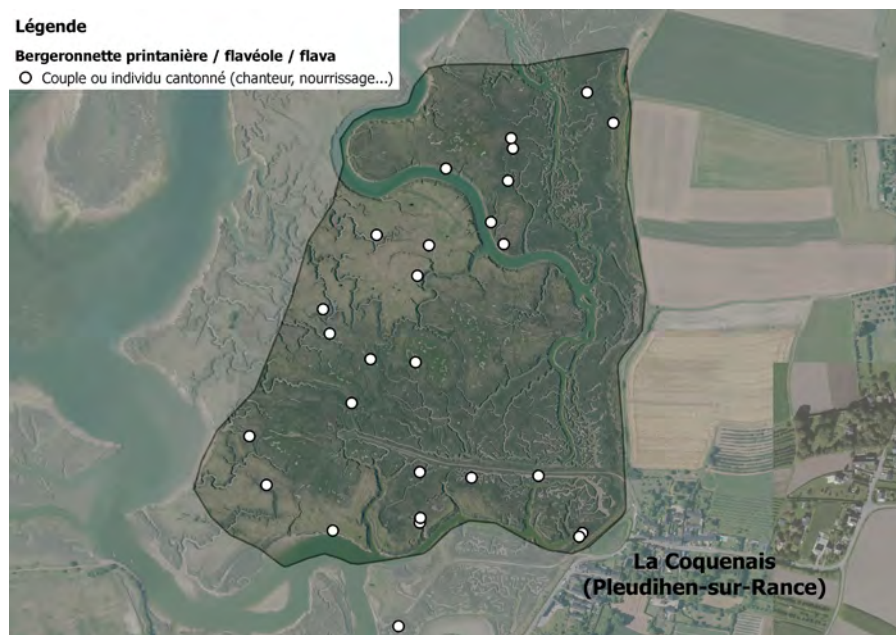 Légende
Bergeronnette printanière / flavéole / flava
Couple ou individu cantonné (chanteur, nourrissage...)
La Coquenais
(Pleudihen-sur-Rance)